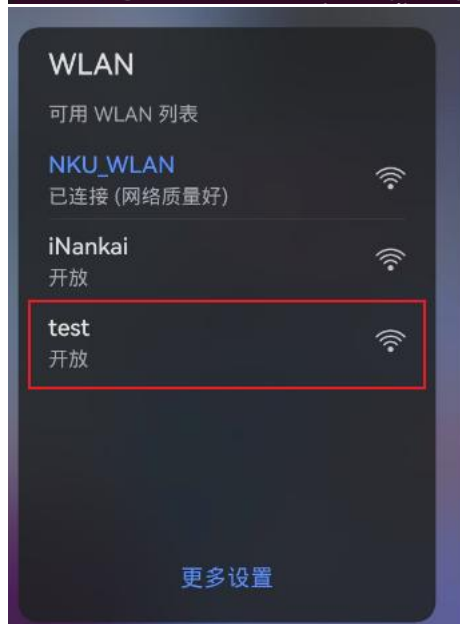 WLAN
可用 WLAN 列表
NKU_WLAN
已连接 (网络质量好)
iNankai
开放
test
开放
更多设置